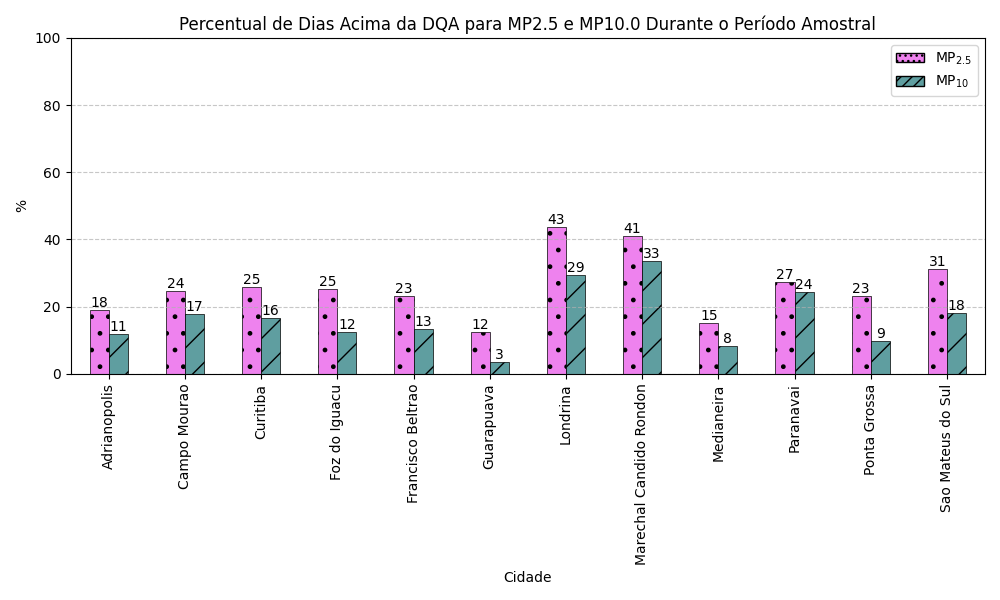 Percentual de Dias Acima da DQA para MP2.5 e MP10.0 Durante o Período Amostral
MP2.5
MP10
%
100
80
60
40
20
0
18 11 24 17 25 16 25 12 23 13 12 3 43 29 41 33 15 8 27 24 23 9 31 18
Adrianopolis
Campo Mourao
Curitiba
Foz do Iguacu
Francisco Beltrao
Guarapuava
Londrina
Marechal Candido Rondon
Medianeira
Paranavai
Ponta Grossa
Sao Mateus do Sul
Cidade